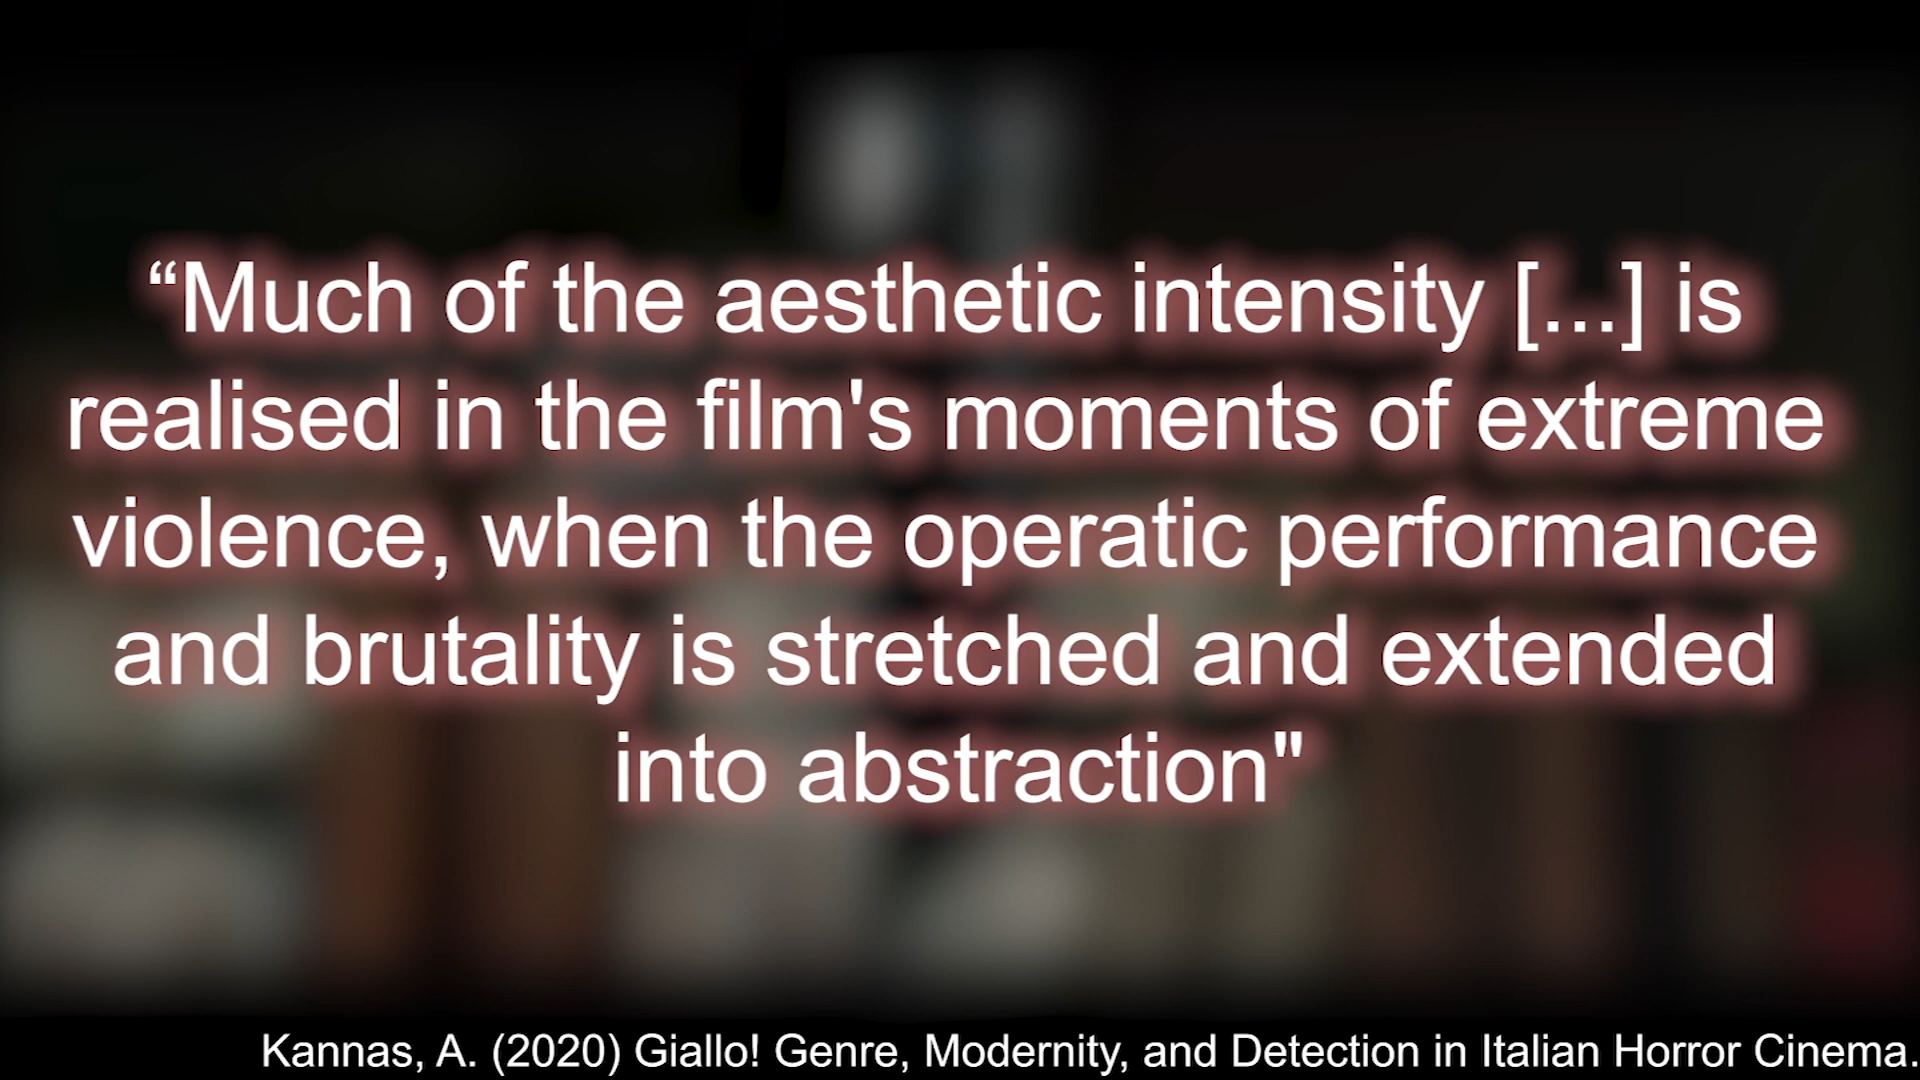 “Much of the aesthetic intensity [...] is
realised in the film's moments of extreme
violence, when the operatic performance
and brutality is stretched and extended
into abstraction"
Kannas, A. (2020) Giallo! Genre, Modernity, and Detection in Italian Horror Cinema.